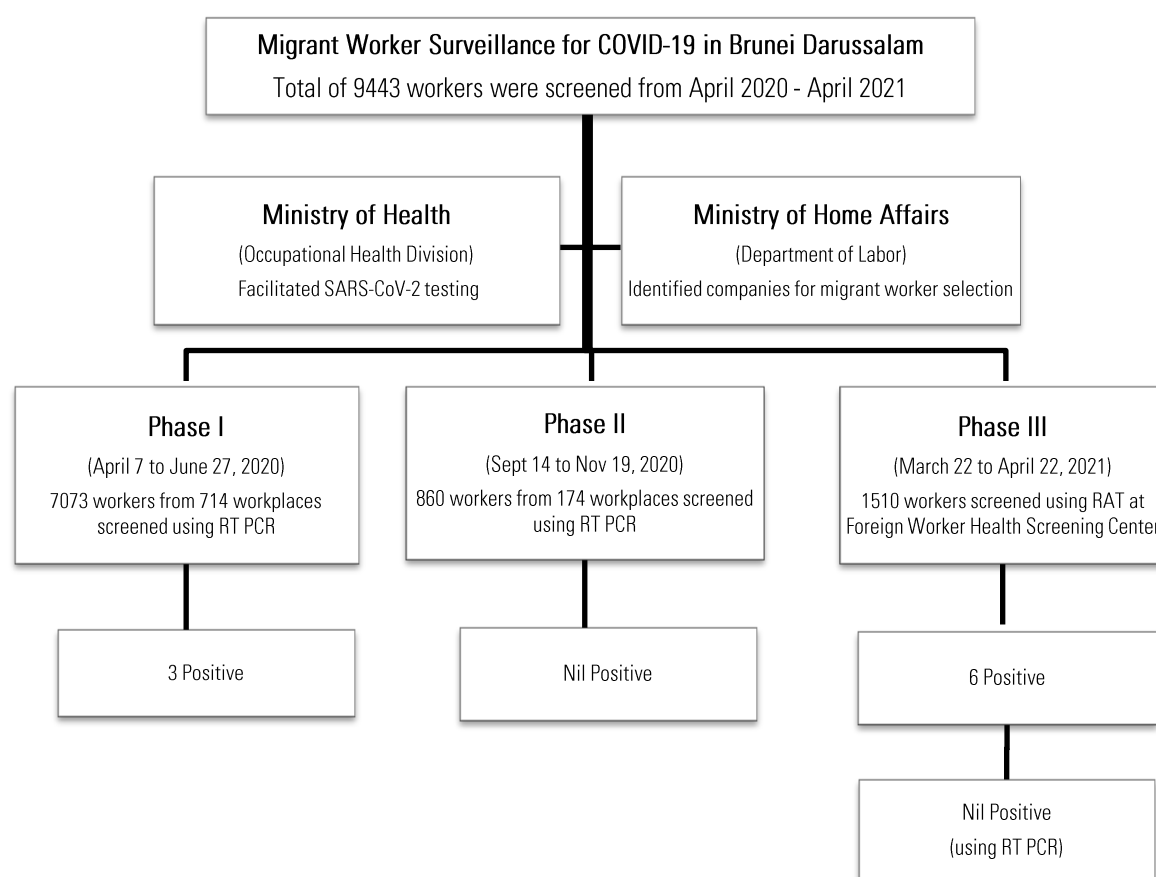 Migrant Worker Surveillance for COVID-19 in Brunei Darussalam
Total of 9443 workers were screened from April 2020 - April 2021
Ministry of Health
(Occupational Health Division)
Facilitated SARS-CoV-2 testing
Ministry of Home Affairs
(Department of Labor)
Identified companies for migrant worker selection
Phase I
(April 7 to June 27, 2020)
7073 workers from 714 workplaces
screened using RT PCR
Phase II
(Sept 14 to Nov 19, 2020)
860 workers from 174 workplaces screened
using RT PCR
Phase III
(March 22 to April 22, 2021)
1510 workers screened using RAT at
Foreign Worker Health Screening Center
3 Positive
Nil Positive
6 Positive
Nil Positive
(using RT PCR)